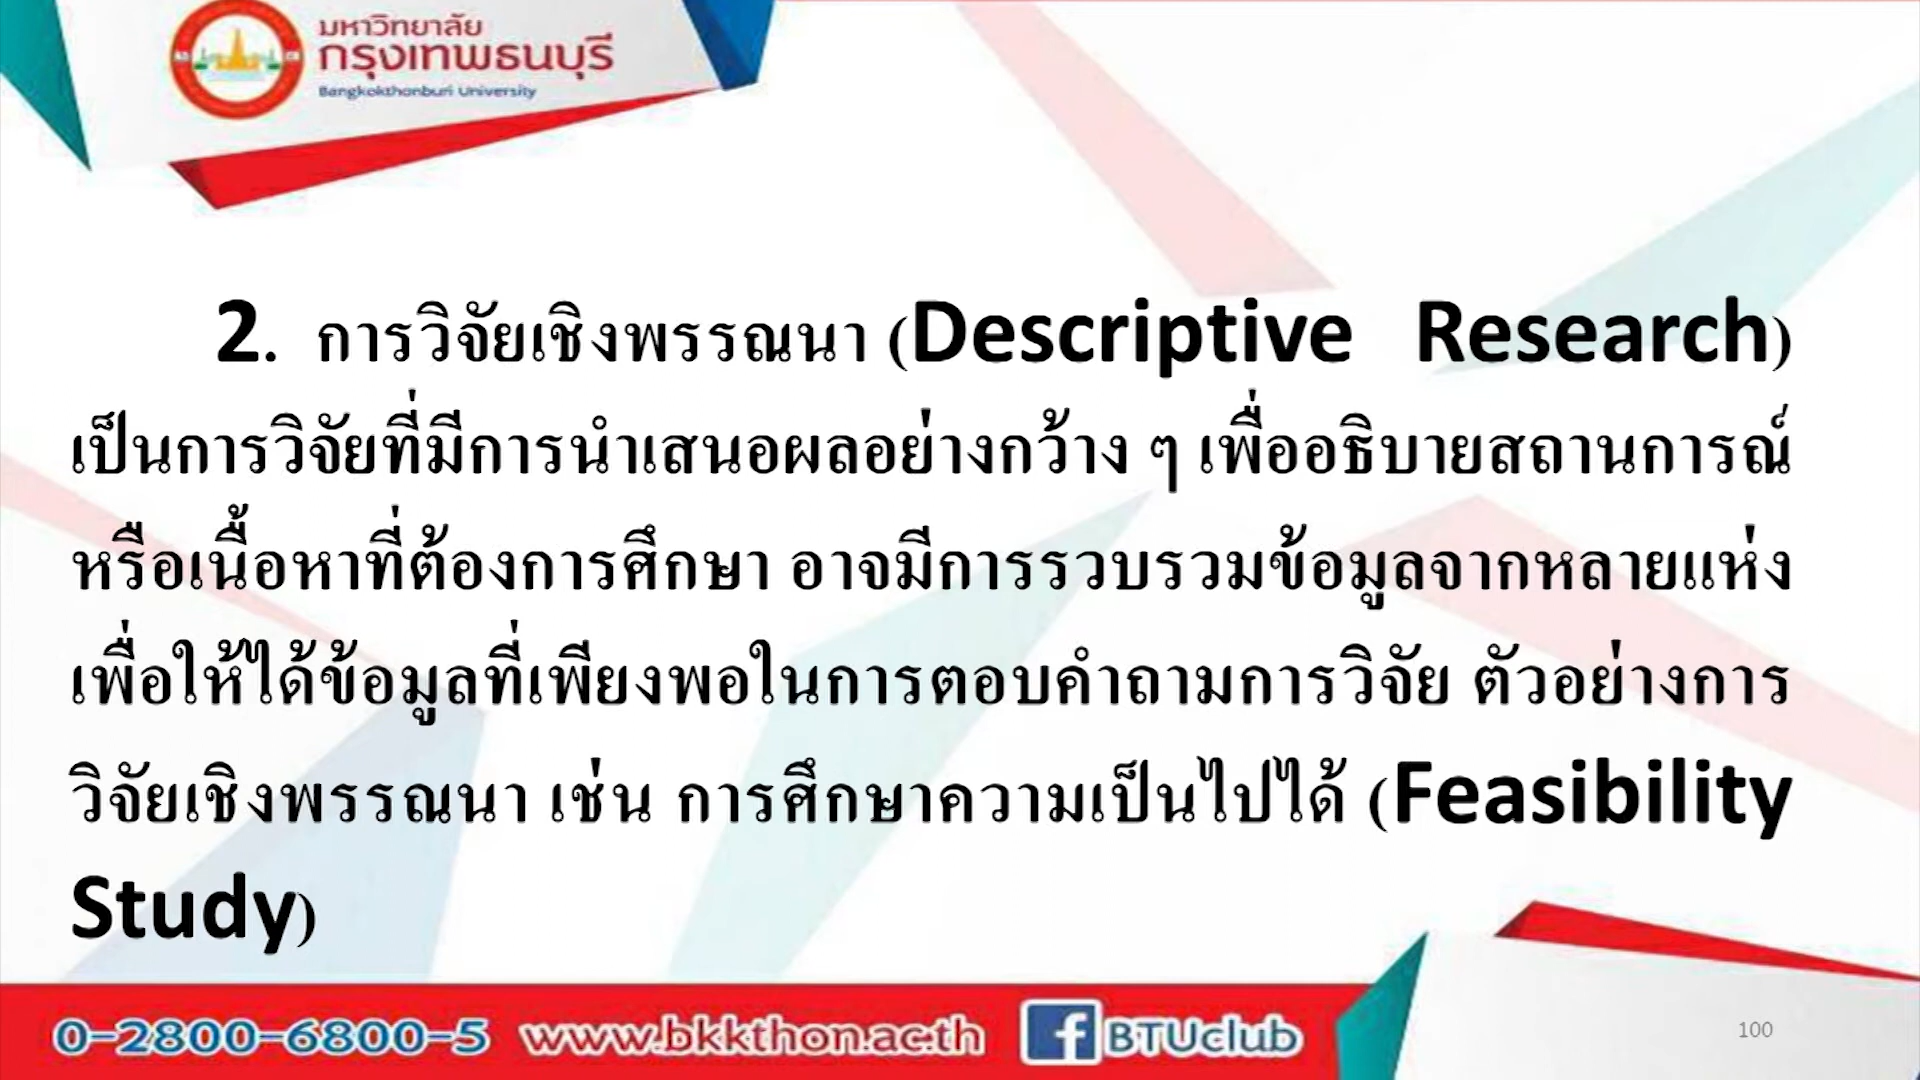 มหาวิทยาลัย
กรุงเทพธนบุรี
Bangkokthonburi University
2. การวิจัยเชิงพรรณนา (Descriptive Research)
เป็นการวิจัยที่มีการนำเสนอผลอย่างกว้าง ๆ เพื่ออธิบายสถานการณ์
หรือเนื้อหาที่ต้องการศึกษา อาจมีการรวบรวมข้อมูลจากหลายแห่ง
เพื่อให้ได้ข้อมูลที่เพียงพอในการตอบคำถามการวิจัย ตัวอย่างการ
วิจัยเชิงพรรณนา เช่น การศึกษาความเป็นไปได้ (Feasibility
Study)
0-2800-6800-5 www.bkkthon.ac.th f BTUclub
100